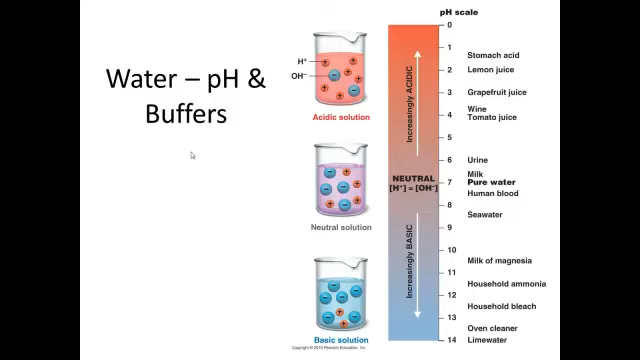 Water – pH &
Buffers
H+
OH–
Acidic solution
Neutral solution
Basic solution
pH scale
0
1
2
3
4
5
6
7
8
9
10
11
12
13
14
Increasingly ACIDIC
NEUTRAL
[H+] = [OH–]
Increasingly BASIC
Stomach acid
Lemon juice
Grapefruit juice
Wine
Tomato juice
Urine
Milk
Pure water
Human blood
Seawater
Milk of magnesia
Household ammonia
Household bleach
Oven cleaner
Limewater
Copyright © 2010 Pearson Education, Inc.